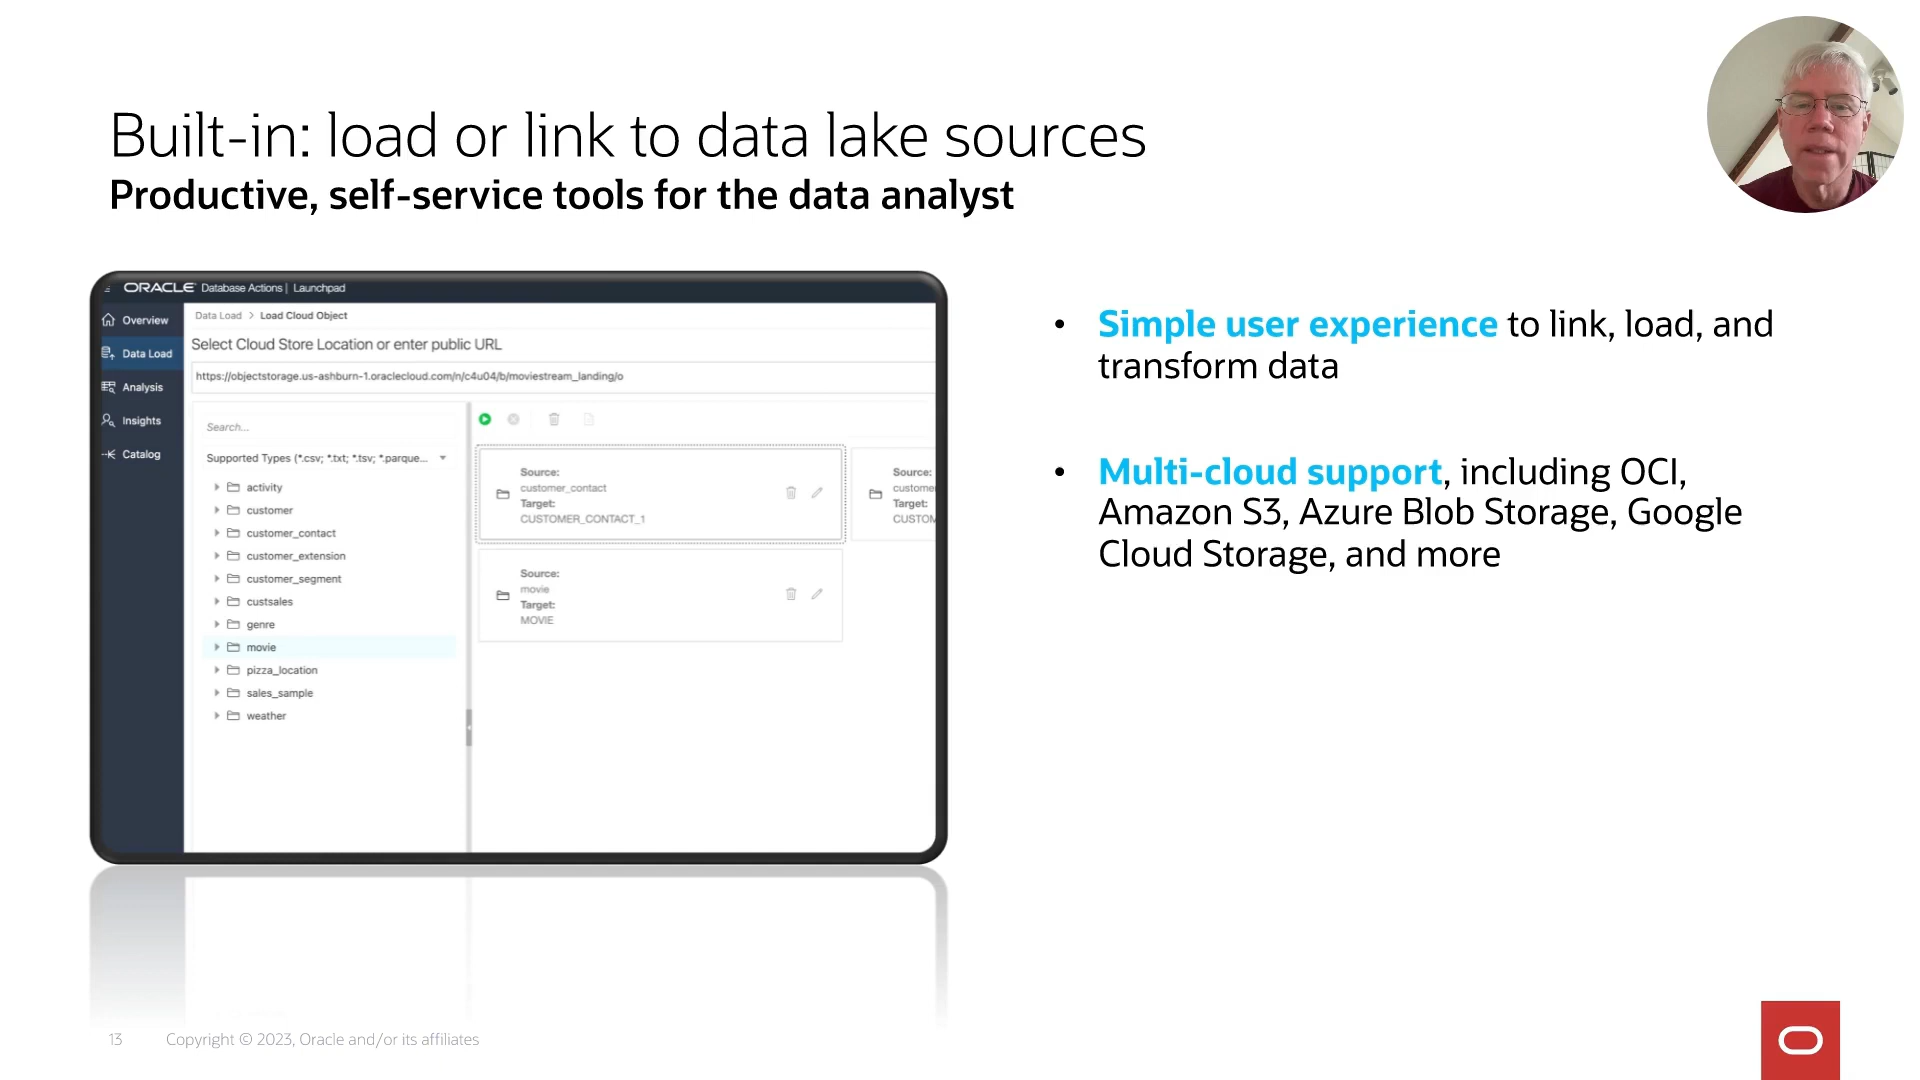 Built-in: load or link to data lake sources
Productive, self-service tools for the data analyst
ORACLE Database Actions | Launchpad
Overview
Data Load
Analysis
Insights
Catalog
Data Load > Load Cloud Object
Select Cloud Store Location or enter public URL
https://objectstorage.us-ashburn-1.oraclecloud.com/n/c4u04/b/moviestream_landing/o
Search...
Supported Types (*.csv; *.txt; *.tsv; *.parque...
activity
customer
customer_contact
customer_extension
customer_segment
custsales
genre
movie
pizza_location
sales_sample
weather
Source:
customer_contact
Target:
CUSTOMER_CONTACT_1
Source:
custome
Target:
CUSTOM
Source:
movie
Target:
MOVIE
• Simple user experience to link, load, and
transform data
• Multi-cloud support, including OCI,
Amazon S3, Azure Blob Storage, Google
Cloud Storage, and more
13
Copyright © 2023, Oracle and/or its affiliates